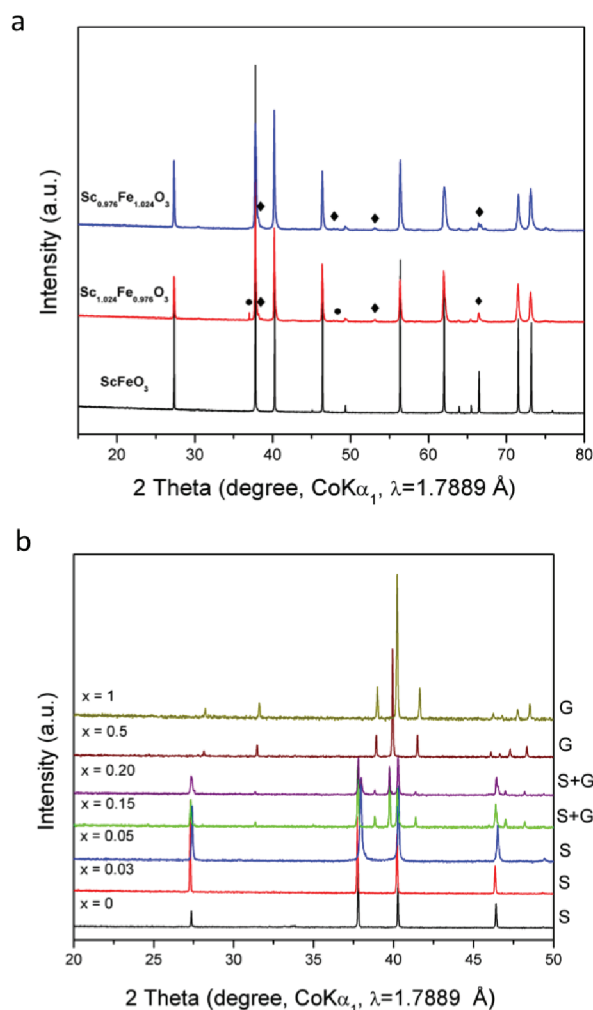 a
Intensity (a.u.)
Sc0.976Fe1.024O3
Sc1.024Fe0.976O3
ScFeO3
20 30 40 50 60 70 80
2 Theta (degree, CoKα1, λ=1.7889 Å)
b
Intensity (a.u.)
x = 1 G
x = 0.5 G
x = 0.20 S+G
x = 0.15 S+G
x = 0.05 S
x = 0.03 S
x = 0 S
20 25 30 35 40 45 50
2 Theta (degree, CoKα1, λ=1.7889 Å)